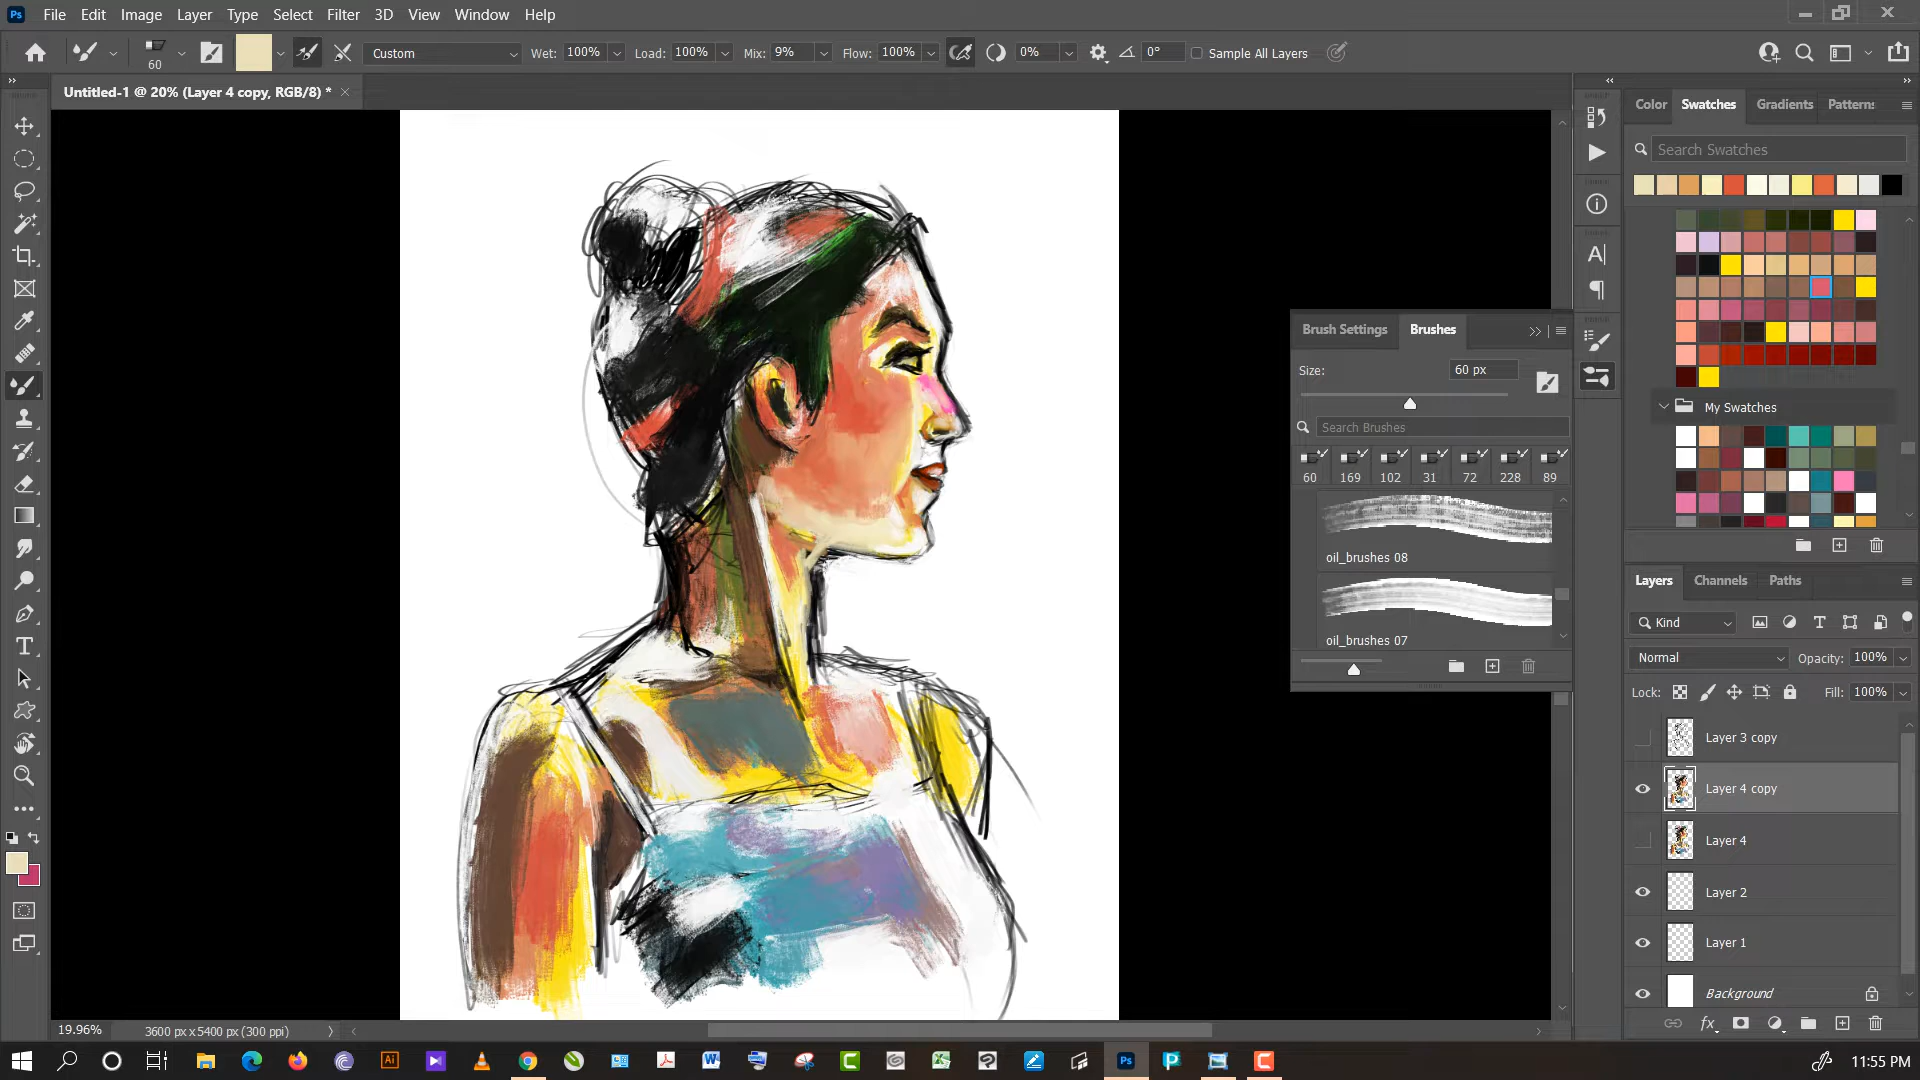 Ps File Edit Image Layer Type Select Filter 3D View Window Help
60 Custom Wet: 100% Load: 100% Mix: 9% Flow: 100% 0% 0° Sample All Layers
Untitled-1 @ 20% (Layer 4 copy, RGB/8) *
Color Swatches Gradients Patterns
Search Swatches
My Swatches
Brush Settings Brushes
Size: 60 px
Search Brushes
60 169 102 31 72 228 89
oil_brushes 08
oil_brushes 07
Layers Channels Paths
Kind
Normal Opacity: 100%
Lock: Fill: 100%
Layer 3 copy
Layer 4 copy
Layer 4
Layer 2
Layer 1
Background
fx
19.96% 3600 px x 5400 px (300 ppi)
Ai Ps 11:55 PM